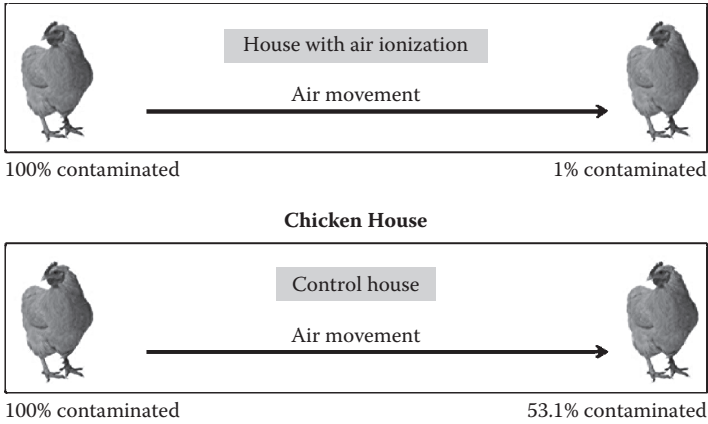 House with air ionization
Air movement
100% contaminated 1% contaminated
Chicken House
Control house
Air movement
100% contaminated 53.1% contaminated